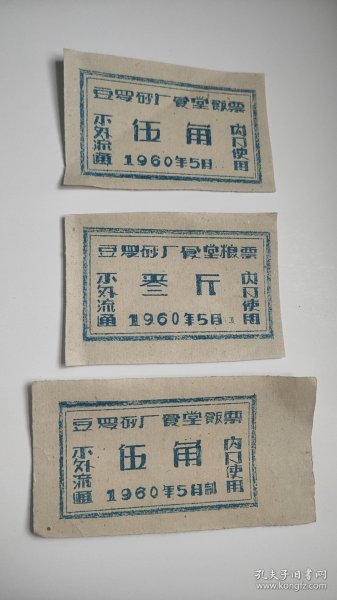 豆罗砂厂食堂饭票
不外流通
伍角
内部使用
1960年5月
豆罗砂厂食堂粮票
不外流通
叁斤
内部使用
1960年5月
豆罗砂厂食堂饭票
不外流通
伍角
内部使用
1960年5月制
孔夫子旧书网